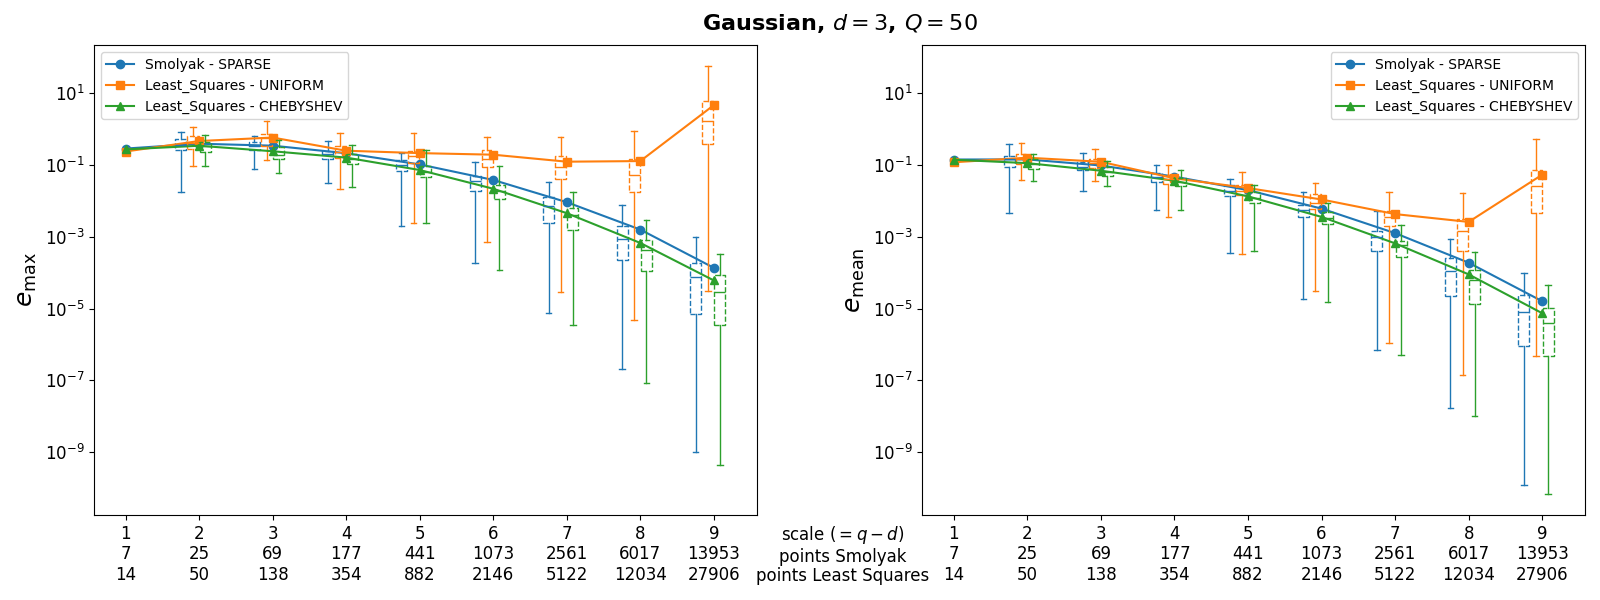 Gaussian, d = 3, Q = 50
Smolyak - SPARSE
Least_Squares - UNIFORM
Least_Squares - CHEBYSHEV
10^1
10^-1
10^-3
10^-5
10^-7
10^-9
e_max
1 2 3 4 5 6 7 8 9
7 25 69 177 441 1073 2561 6017 13953
14 50 138 354 882 2146 5122 12034 27906
scale (= q − d)
points Smolyak
points Least Squares
Smolyak - SPARSE
Least_Squares - UNIFORM
Least_Squares - CHEBYSHEV
10^1
10^-1
10^-3
10^-5
10^-7
10^-9
e_mean
1 2 3 4 5 6 7 8 9
7 25 69 177 441 1073 2561 6017 13953
14 50 138 354 882 2146 5122 12034 27906